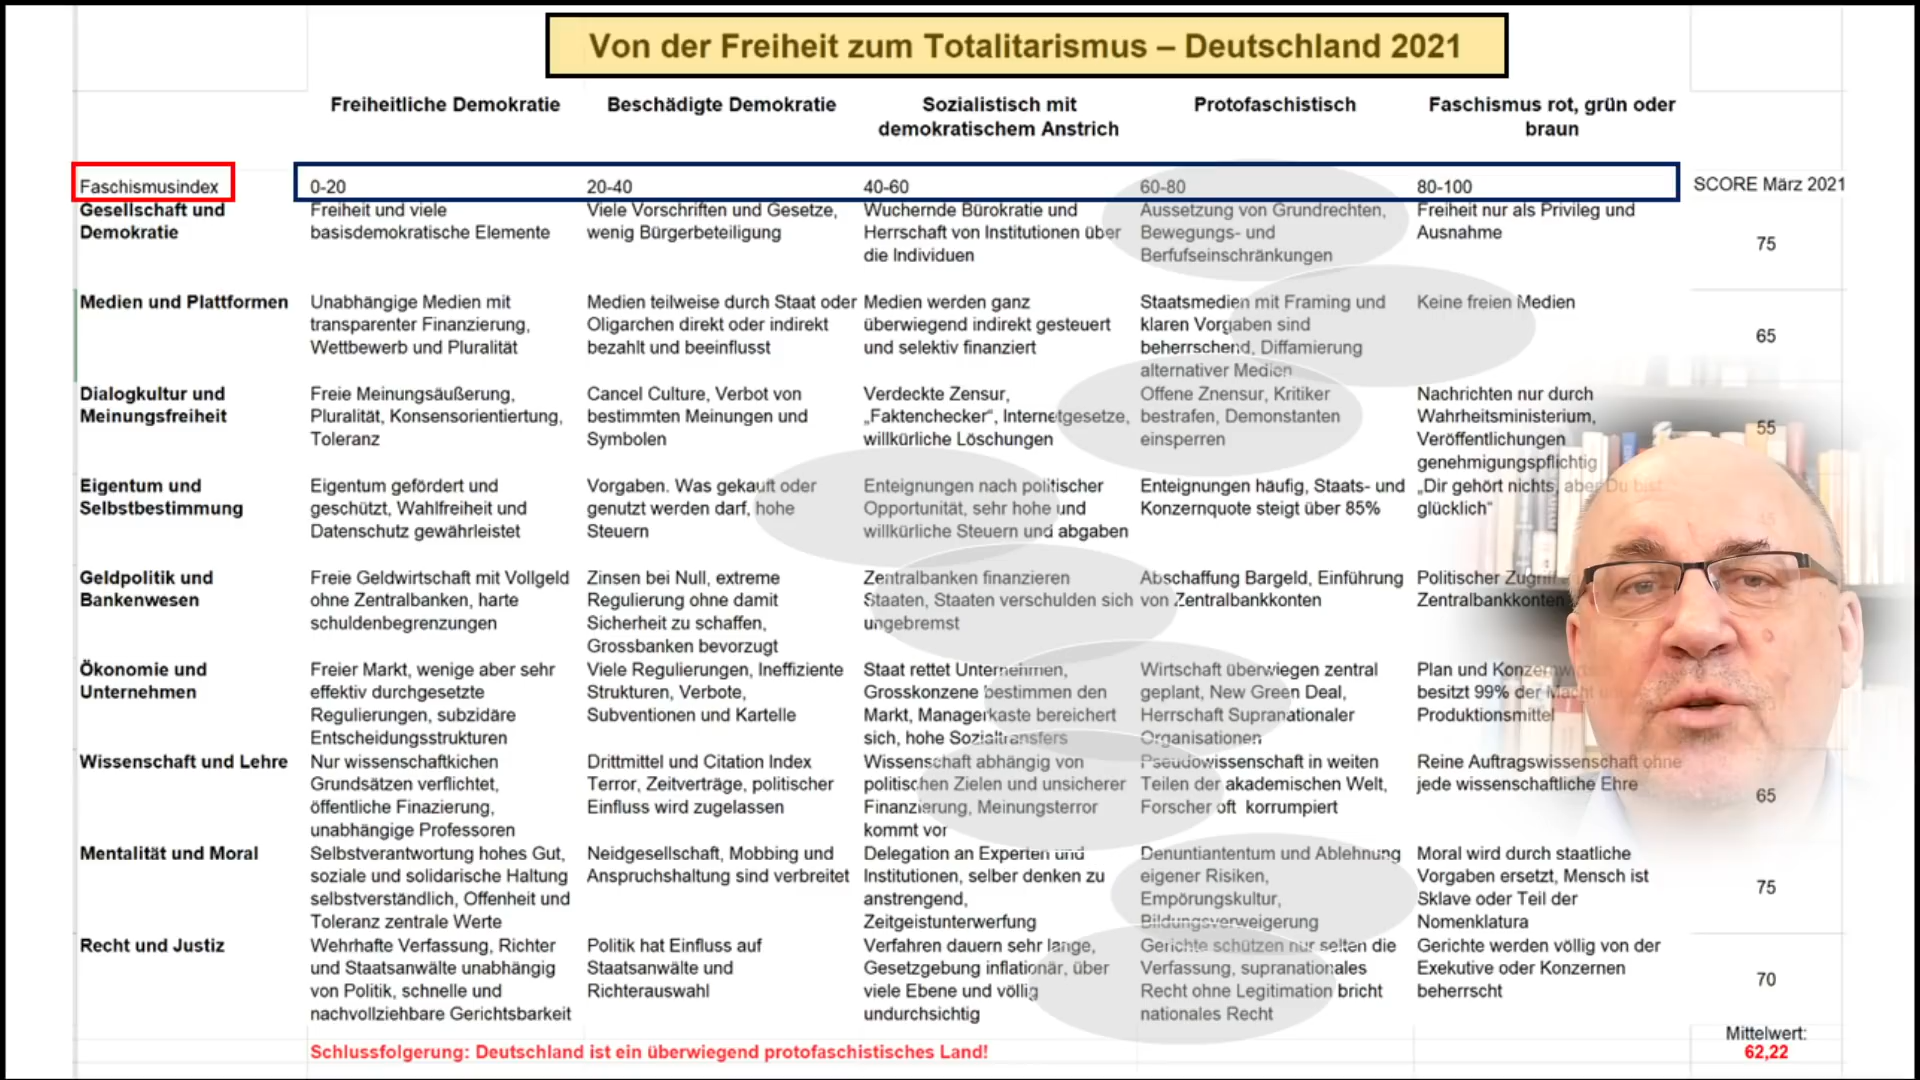 Von der Freiheit zum Totalitarismus – Deutschland 2021
Freiheitliche Demokratie
Beschädigte Demokratie
Sozialistisch mit
demokratischem Anstrich
Protofaschistisch
Faschismus rot, grün oder
braun
Faschismusindex
0-20
20-40
40-60
60-80
80-100
SCORE März 2021
Gesellschaft und
Demokratie
Freiheit und viele
basisdemokratische Elemente
Viele Vorschriften und Gesetze,
wenig Bürgerbeteiligung
Wuchernde Bürokratie und
Herrschaft von Institutionen über
die Individuen
Aussetzung von Grundrechten,
Bewegungs- und
Berfufseinschränkungen
Freiheit nur als Privileg und
Ausnahme
75
Medien und Plattformen
Unabhängige Medien mit
transparenter Finanzierung,
Wettbewerb und Pluralität
Medien teilweise durch Staat oder
Oligarchen direkt oder indirekt
bezahlt und beeinflusst
Medien werden ganz
überwiegend indirekt gesteuert
und selektiv finanziert
Staatsmedien mit Framing und
klaren Vorgaben sind
beherrschend, Diffamierung
alternativer Medien
Keine freien Medien
65
Dialogkultur und
Meinungsfreiheit
Freie Meinungsäußerung,
Pluralität, Konsensorientiertung,
Toleranz
Cancel Culture, Verbot von
bestimmten Meinungen und
Symbolen
Verdeckte Zensur,
„Faktenchecker“, Internetgesetze,
willkürliche Löschungen
Offene Znensur, Kritiker
bestrafen, Demonstanten
einsperren
Nachrichten nur durch
Wahrheitsministerium,
Veröffentlichungen
genehmigungspflichtig
55
Eigentum und
Selbstbestimmung
Eigentum gefördert und
geschützt, Wahlfreiheit und
Datenschutz gewährleistet
Vorgaben. Was gekauft oder
genutzt werden darf, hohe
Steuern
Enteignungen nach politischer
Opportunität, sehr hohe und
willkürliche Steuern und abgaben
Enteignungen häufig, Staats- und
Konzernquote steigt über 85%
„Dir gehört nichts, aber Du bist
glücklich“
Geldpolitik und
Bankenwesen
Freie Geldwirtschaft mit Vollgeld
ohne Zentralbanken, harte
schuldenbegrenzungen
Zinsen bei Null, extreme
Regulierung ohne damit
Sicherheit zu schaffen,
Grossbanken bevorzugt
Zentralbanken finanzieren
Staaten, Staaten verschulden sich
ungebremst
Abschaffung Bargeld, Einführung
von Zentralbankkonten
Politischer
Zentralbankkonten
Ökonomie und
Unternehmen
Freier Markt, wenige aber sehr
effektiv durchgesetzte
Regulierungen, subzidäre
Entscheidungsstrukturen
Viele Regulierungen, Ineffiziente
Strukturen, Verbote,
Subventionen und Kartelle
Staat rettet Unternehmen,
Grosskonzene bestimmen den
Markt, Managerkaste bereichert
sich, hohe Sozialtransfers
Wirtschaft überwiegen zentral
geplant, New Green Deal,
Herrschaft Supranationaler
Organisationen
Plan und
besitzt 99% der Macht
Produktionsmittel
Wissenschaft und Lehre
Nur wissenschaftkichen
Grundsätzen verflichtet,
öffentliche Finazierung,
unabhängige Professoren
Drittmittel und Citation Index
Terror, Zeitverträge, politischer
Einfluss wird zugelassen
Wissenschaft abhängig von
politischen Zielen und unsicherer
Finanzierung, Meinungsterror
kommt vor
Pseudowissenschaft in weiten
Teilen der akademischen Welt,
Forscher oft korrumpiert
Reine Auftragswissenschaft ohne
jede wissenschaftliche Ehre
65
Mentalität und Moral
Selbstverantwortung hohes Gut,
soziale und solidarische Haltung
selbstverständlich, Offenheit und
Toleranz zentrale Werte
Neidgesellschaft, Mobbing und
Anspruchshaltung sind verbreitet
Delegation an Experten und
Institutionen, selber denken zu
anstrengend,
Zeitgeistunterwerfung
Denuntiantentum und Ablehnung
eigener Risiken,
Empörungskultur,
Bildungsverweigerung
Moral wird durch staatliche
Vorgaben ersetzt, Mensch ist
Sklave oder Teil der
Nomenklatura
75
Recht und Justiz
Wehrhafte Verfassung, Richter
und Staatsanwälte unabhängig
von Politik, schnelle und
nachvollziehbare Gerichtsbarkeit
Politik hat Einfluss auf
Staatsanwälte und
Richterauswahl
Verfahren dauern sehr lange,
Gesetzgebung inflationär, über
viele Ebene und völlig
undurchsichtig
Gerichte schützen nur selten die
Verfassung, supranationales
Recht ohne Legitimation bricht
nationales Recht
Gerichte werden völlig von der
Exekutive oder Konzernen
beherrscht
70
Schlussfolgerung: Deutschland ist ein überwiegend protofaschistisches Land!
Mittelwert:
62,22